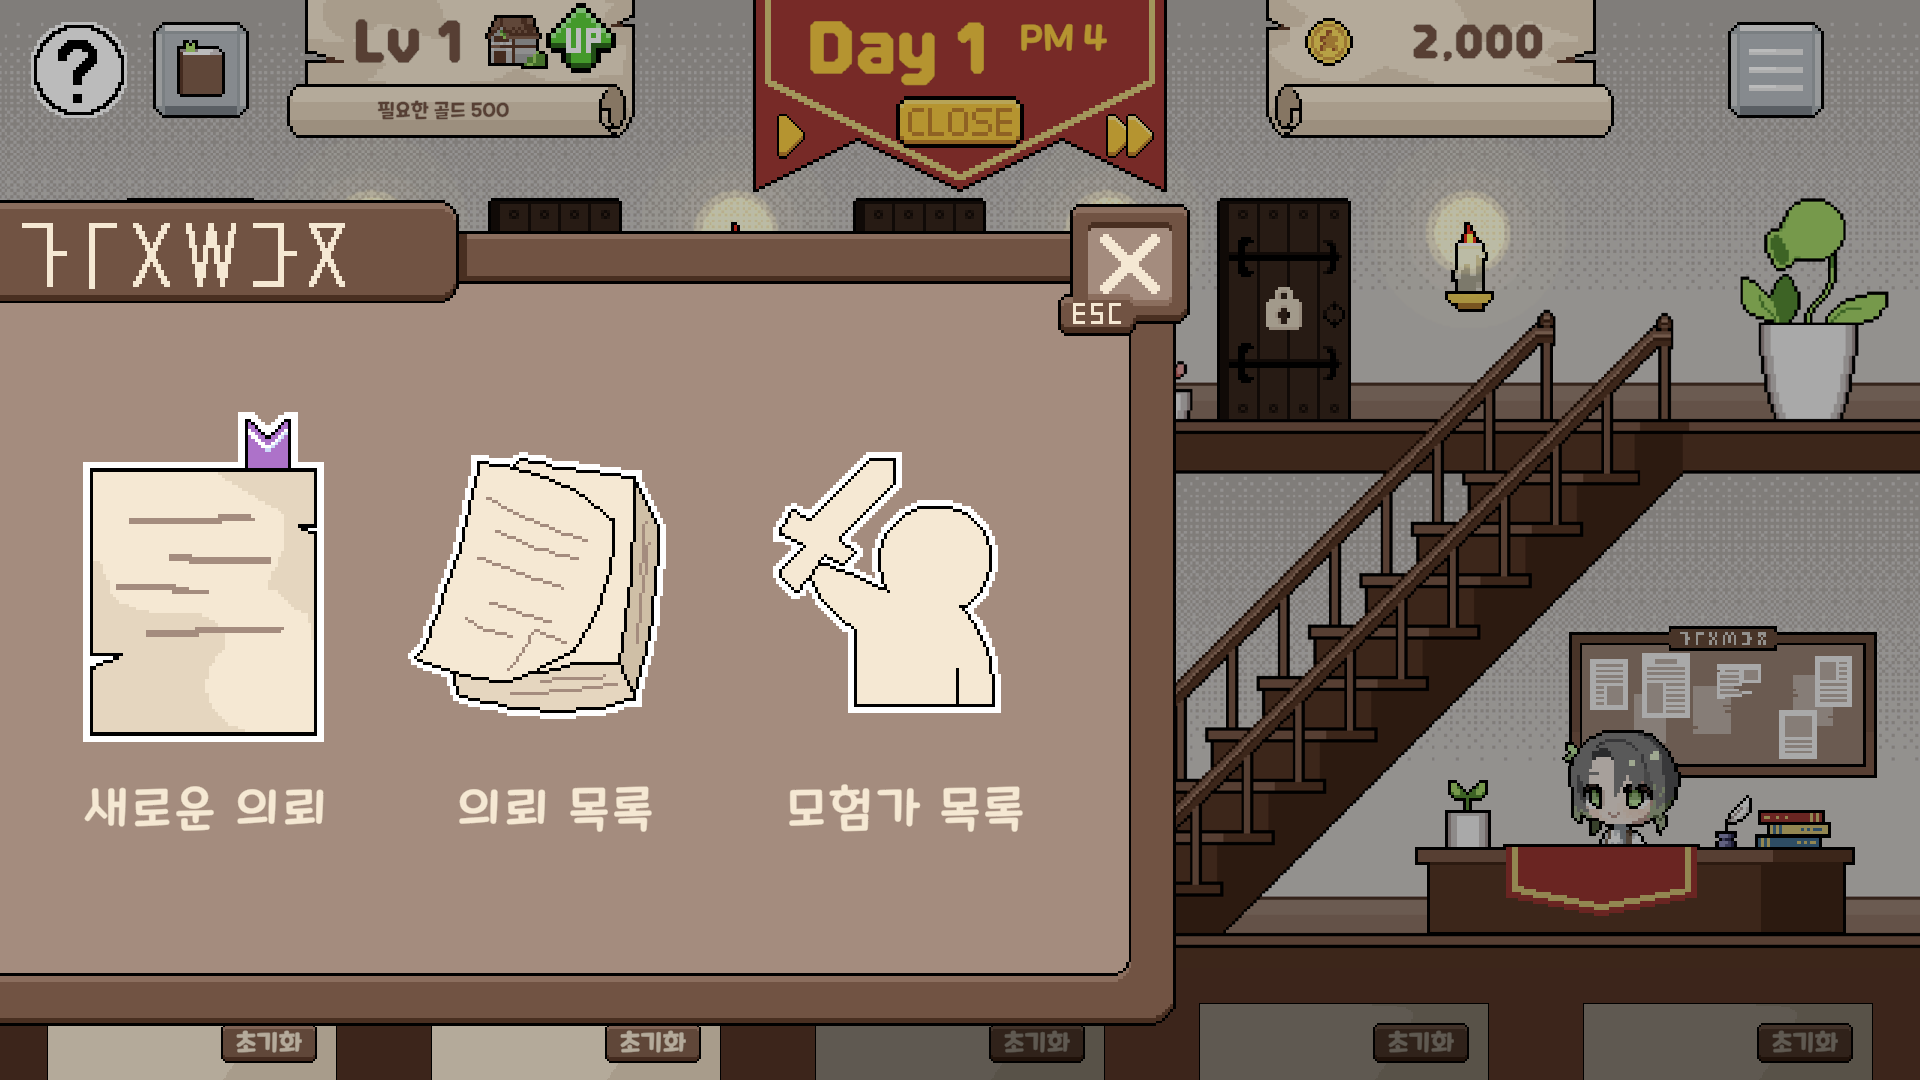 ?
Lv 1
UP
필요한 골드 500
Day 1
PM 4
CLOSE
2,000
ESC
새로운 의뢰
의뢰 목록
모험가 목록
초기화
초기화
초기화
초기화
초기화